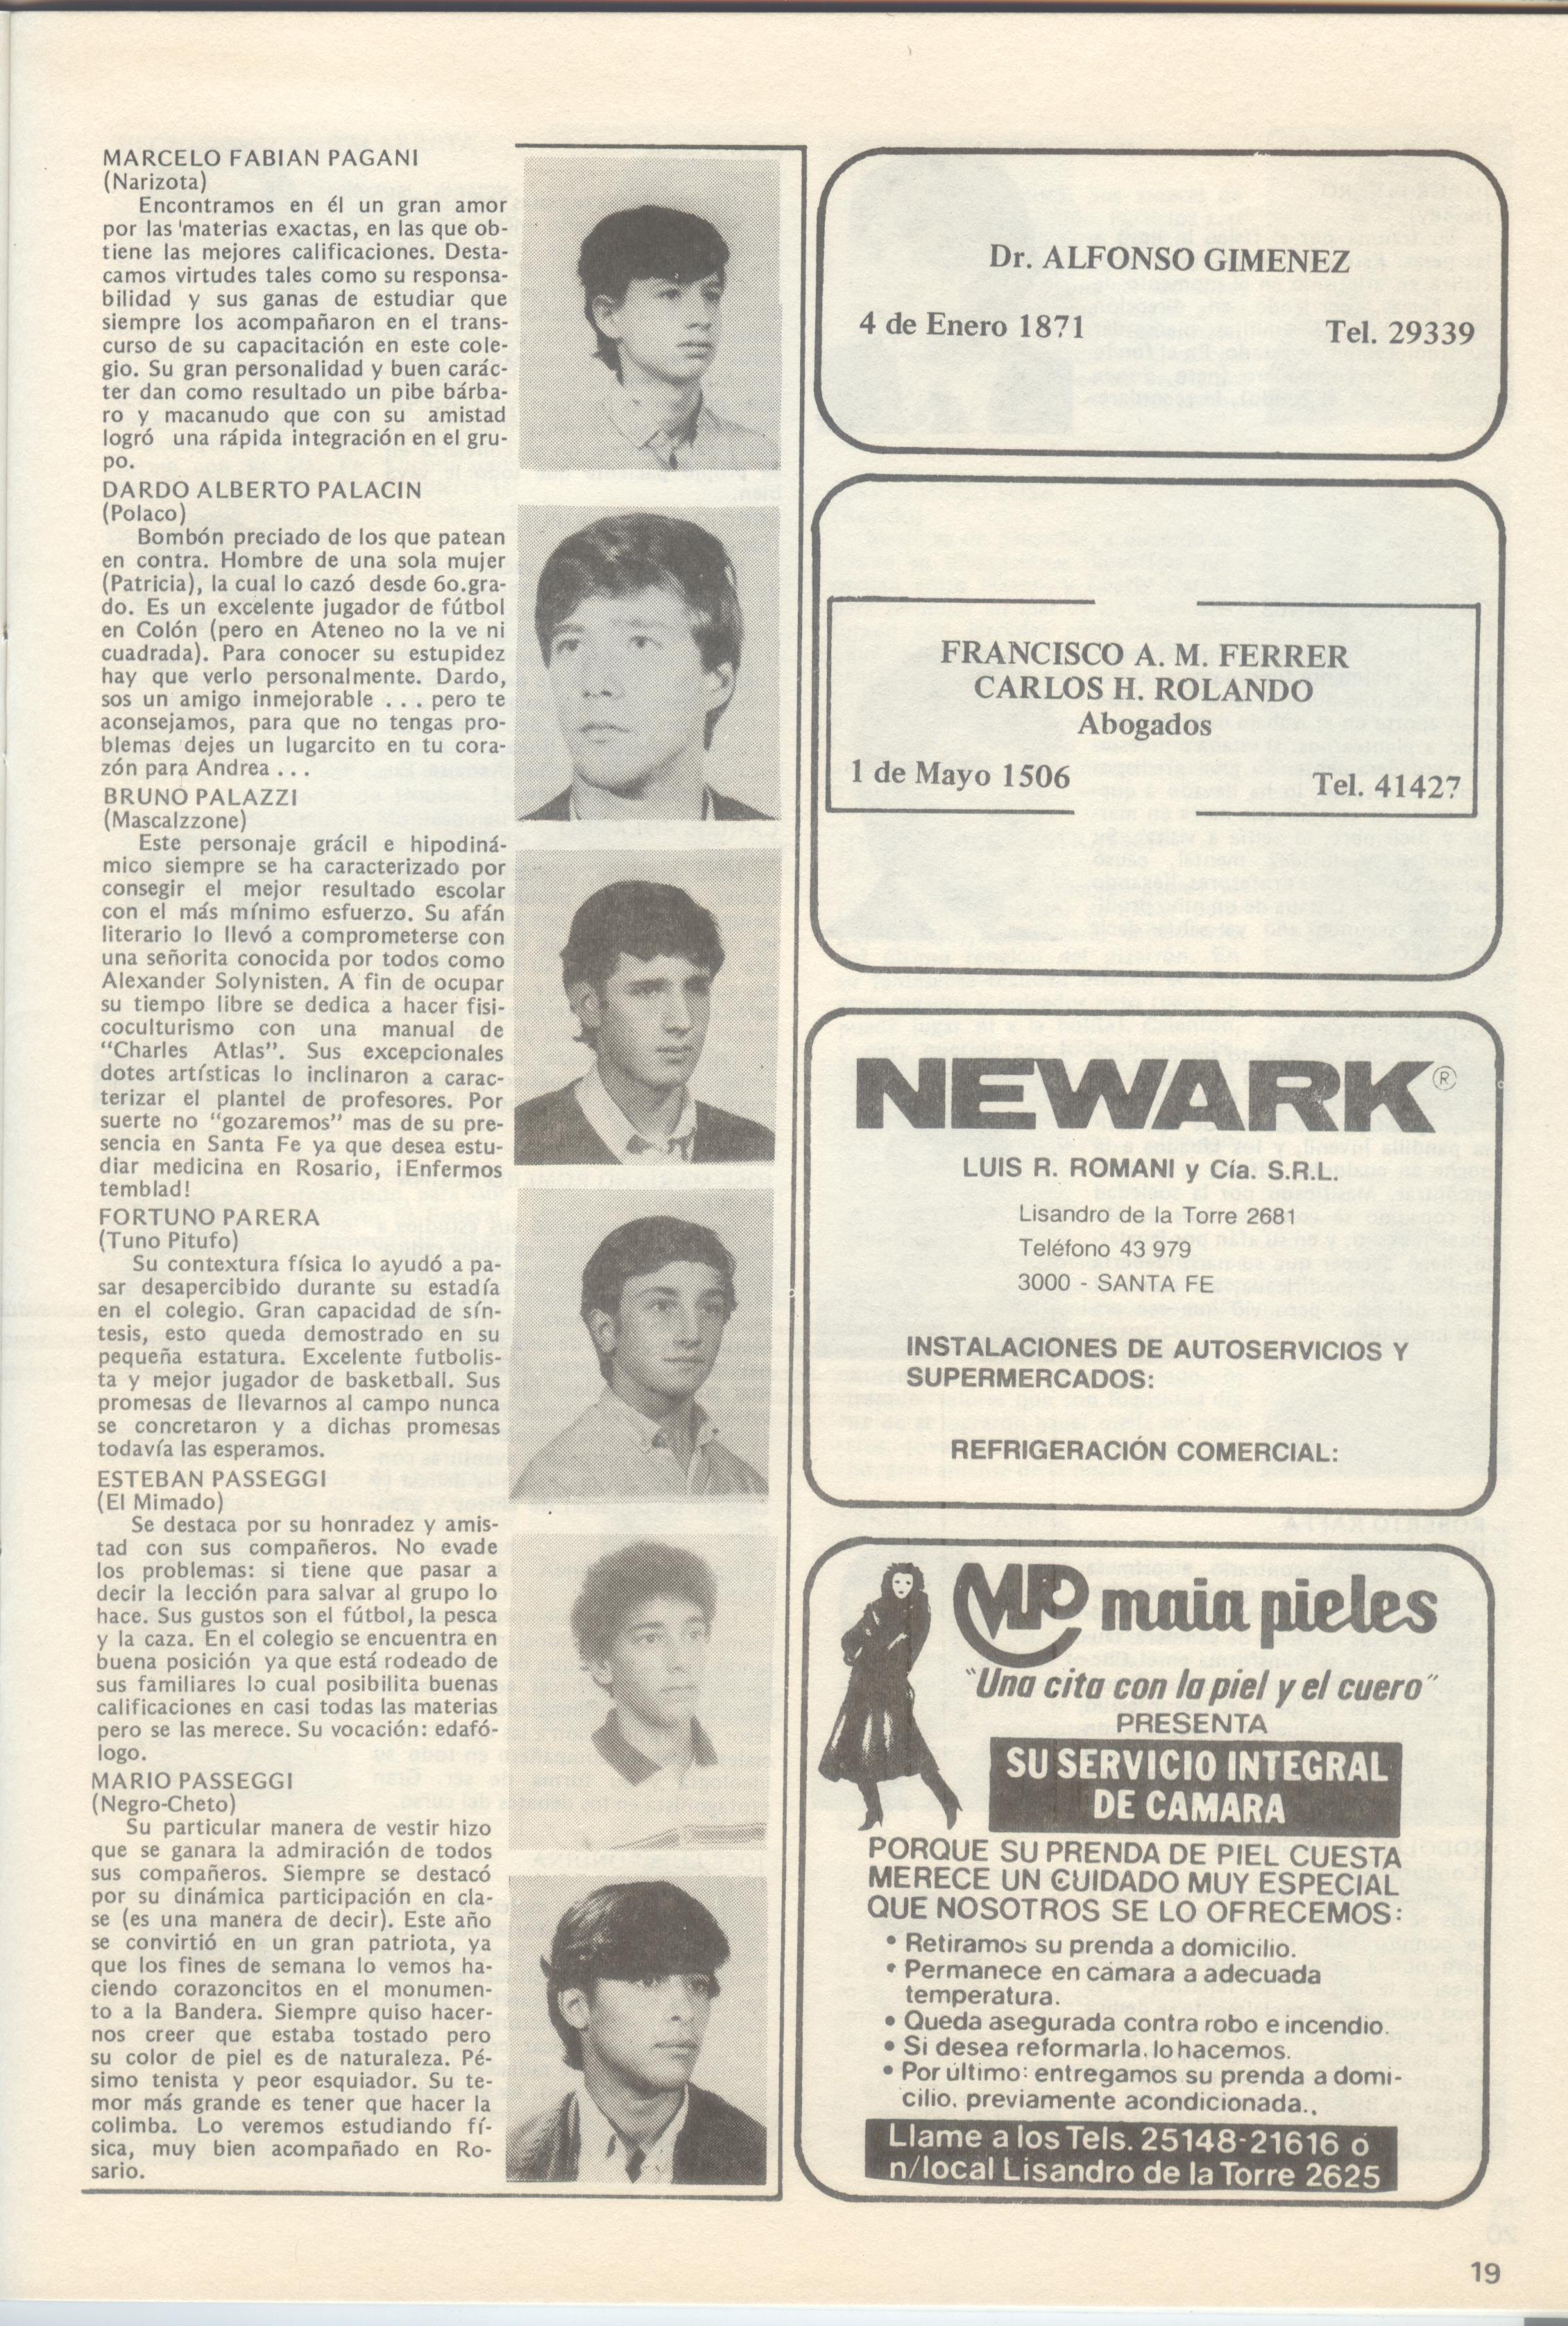 MARCELO FABIAN PAGANI
(Narizota)
Encontramos en él un gran amor
por las 'materias exactas, en las que ob-
tiene las mejores calificaciones. Desta-
camos virtudes tales como su responsa-
bilidad y sus ganas de estudiar que
siempre los acompañaron en el trans-
curso de su capacitación en este cole-
gio. Su gran personalidad y buen carác-
ter dan como resultado un pibe bárba-
ro y macanudo que con su amistad
logró una rápida integración en el gru-
po.
DARDO ALBERTO PALACIN
(Polaco)
Bombón preciado de los que patean
en contra. Hombre de una sola mujer
(Patricia), la cual lo cazó desde 6o.gra-
do. Es un excelente jugador de fútbol
en Colón (pero en Ateneo no la ve ni
cuadrada). Para conocer su estupidez
hay que verlo personalmente. Dardo,
sos un amigo inmejorable . . . pero te
aconsejamos, para que no tengas pro-
blemas dejes un lugarcito en tu cora-
zón para Andrea . . .
BRUNO PALAZZI
(Mascalzzone)
Este personaje grácil e hipodiná-
mico siempre se ha caracterizado por
consegir el mejor resultado escolar
con el más mínimo esfuerzo. Su afán
literario lo llevó a comprometerse con
una señorita conocida por todos como
Alexander Solynisten. A fin de ocupar
su tiempo libre se dedica a hacer fisi-
coculturismo con una manual de
"Charles Atlas". Sus excepcionales
dotes artísticas lo inclinaron a carac-
terizar el plantel de profesores. Por
suerte no "gozaremos" mas de su pre-
sencia en Santa Fe ya que desea estu-
diar medicina en Rosario, ¡Enfermos
temblad!
FORTUNO PARERA
(Tuno Pitufo)
Su contextura física lo ayudó a pa-
sar desapercibido durante su estadía
en el colegio. Gran capacidad de sín-
tesis, esto queda demostrado en su
pequeña estatura. Excelente futbolis-
ta y mejor jugador de basketball. Sus
promesas de llevarnos al campo nunca
se concretaron y a dichas promesas
todavía las esperamos.
ESTEBAN PASSEGGI
(El Mimado)
Se destaca por su honradez y amis-
tad con sus compañeros. No evade
los problemas: si tiene que pasar a
decir la lección para salvar al grupo lo
hace. Sus gustos son el fútbol, la pesca
y la caza. En el colegio se encuentra en
buena posición ya que está rodeado de
sus familiares lo cual posibilita buenas
calificaciones en casi todas las materias
pero se las merece. Su vocación: edafó-
logo.
MARIO PASSEGGI
(Negro-Cheto)
Su particular manera de vestir hizo
que se ganara la admiración de todos
sus compañeros. Siempre se destacó
por su dinámica participación en cla-
se (es una manera de decir). Este año
se convirtió en un gran patriota, ya
que los fines de semana lo vemos ha-
ciendo corazoncitos en el monumen-
to a la Bandera. Siempre quiso hacer-
nos creer que estaba tostado pero
su color de piel es de naturaleza. Pé-
simo tenista y peor esquiador. Su te-
mor más grande es tener que hacer la
colimba. Lo veremos estudiando fí-
sica, muy bien acompañado en Ro-
sario.
Dr. ALFONSO GIMENEZ
4 de Enero 1871 Tel. 29339
FRANCISCO A. M. FERRER
CARLOS H. ROLANDO
Abogados
1 de Mayo 1506 Tel. 41427
NEWARK ®
LUIS R. ROMANI y Cía. S.R.L.
Lisandro de la Torre 2681
Teléfono 43 979
3000 - SANTA FE
INSTALACIONES DE AUTOSERVICIOS Y
SUPERMERCADOS:
REFRIGERACIÓN COMERCIAL:
MP maia pieles
"Una cita con la piel y el cuero"
PRESENTA
SU SERVICIO INTEGRAL
DE CAMARA
PORQUE SU PRENDA DE PIEL CUESTA
MERECE UN CUIDADO MUY ESPECIAL
QUE NOSOTROS SE LO OFRECEMOS:
• Retiramos su prenda a domicilio.
• Permanece en cámara a adecuada
temperatura.
• Queda asegurada contra robo e incendio.
• Si desea reformarla, lo hacemos.
• Por último: entregamos su prenda a domi-
cilio, previamente acondicionada..
Llame a los Tels. 25148-21616 ó
n/local Lisandro de la Torre 2625
19